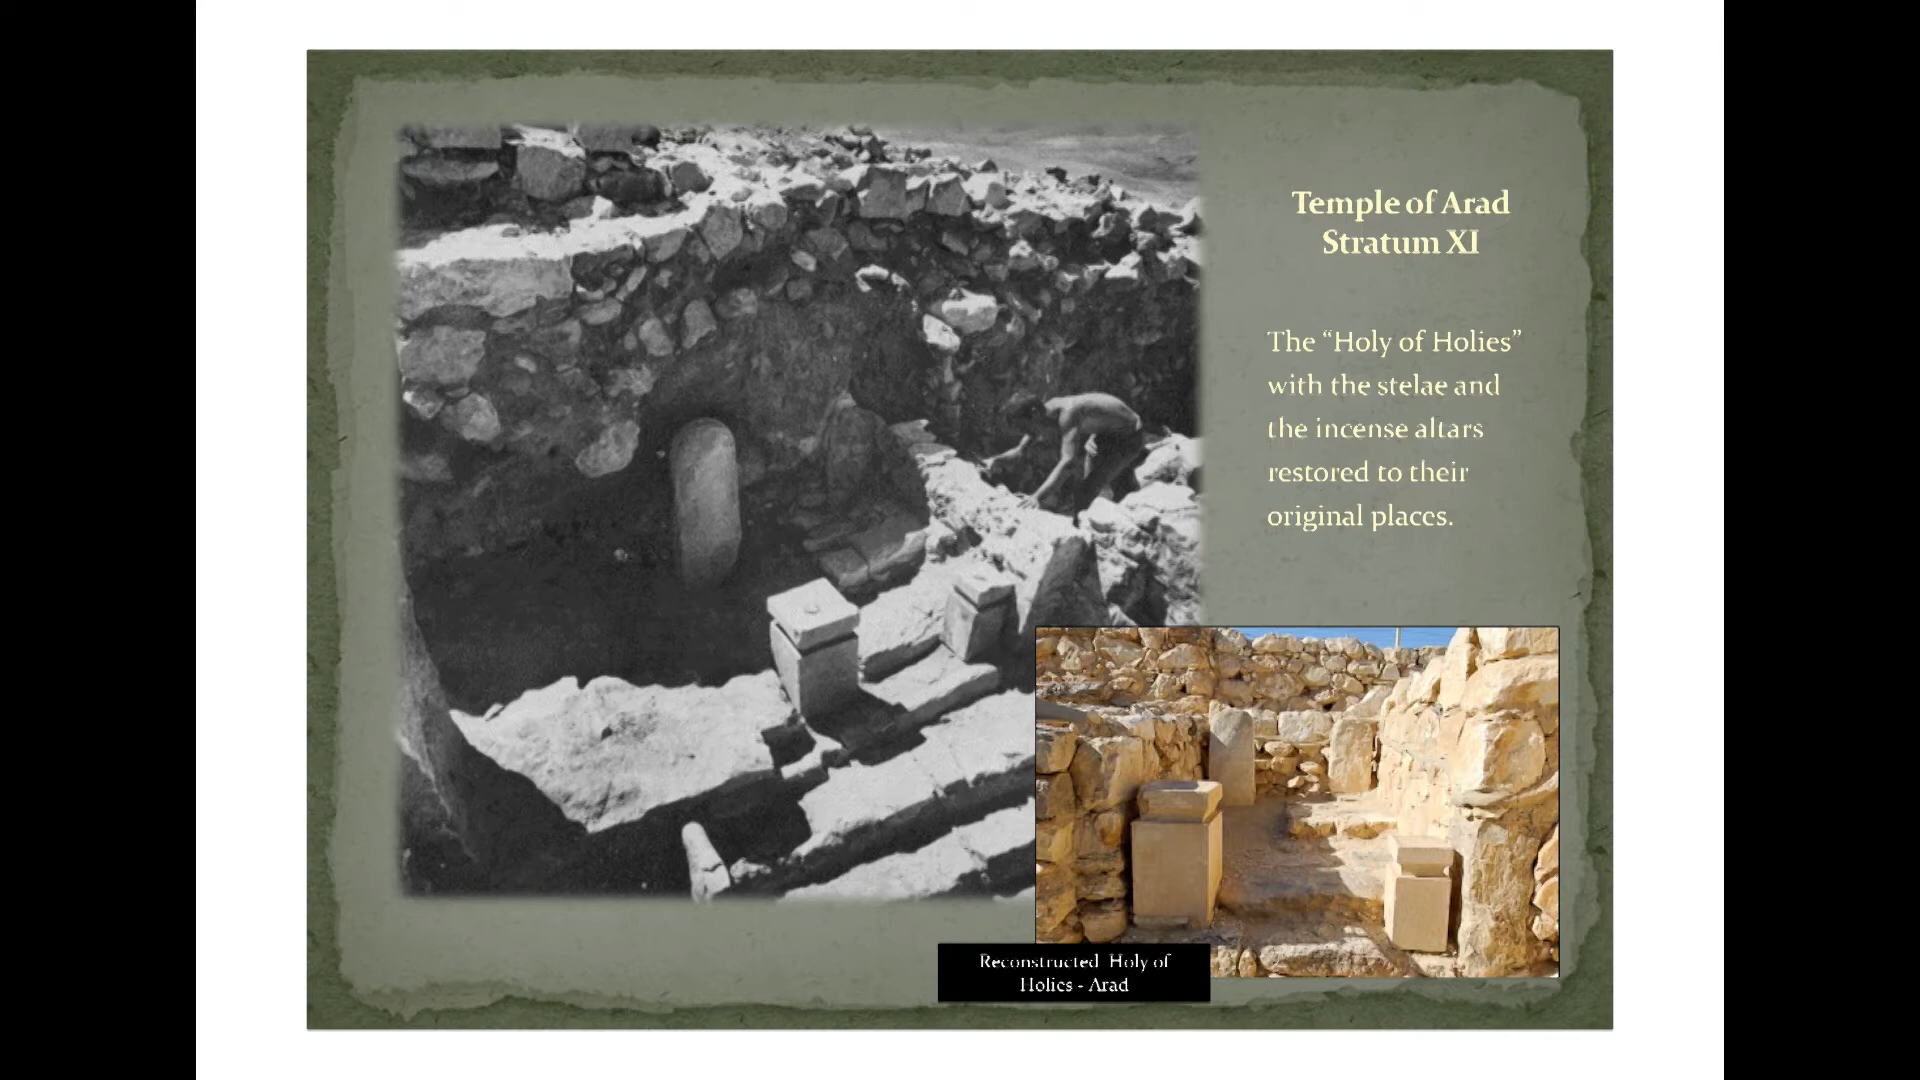 Temple of Arad
Stratum XI
The “Holy of Holies”
with the stelae and
the incense altars
restored to their
original places.
Reconstructed Holy of
Holies - Arad